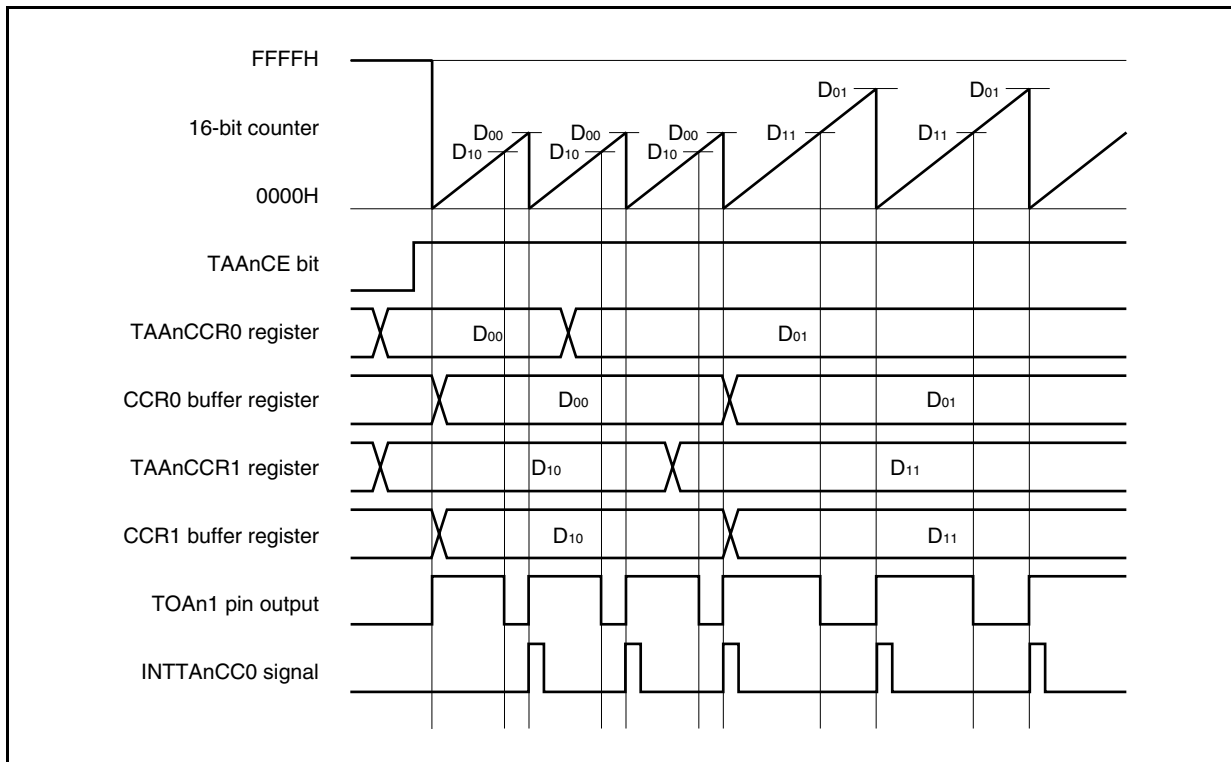 FFFFH
D01 D01
16-bit counter D00 D00 D00 D11 D11
D10 D10 D10
0000H
TAAnCE bit
TAAnCCR0 register D00 D01
CCR0 buffer register D00 D01
TAAnCCR1 register D10 D11
CCR1 buffer register D10 D11
TOAn1 pin output
INTTAnCC0 signal